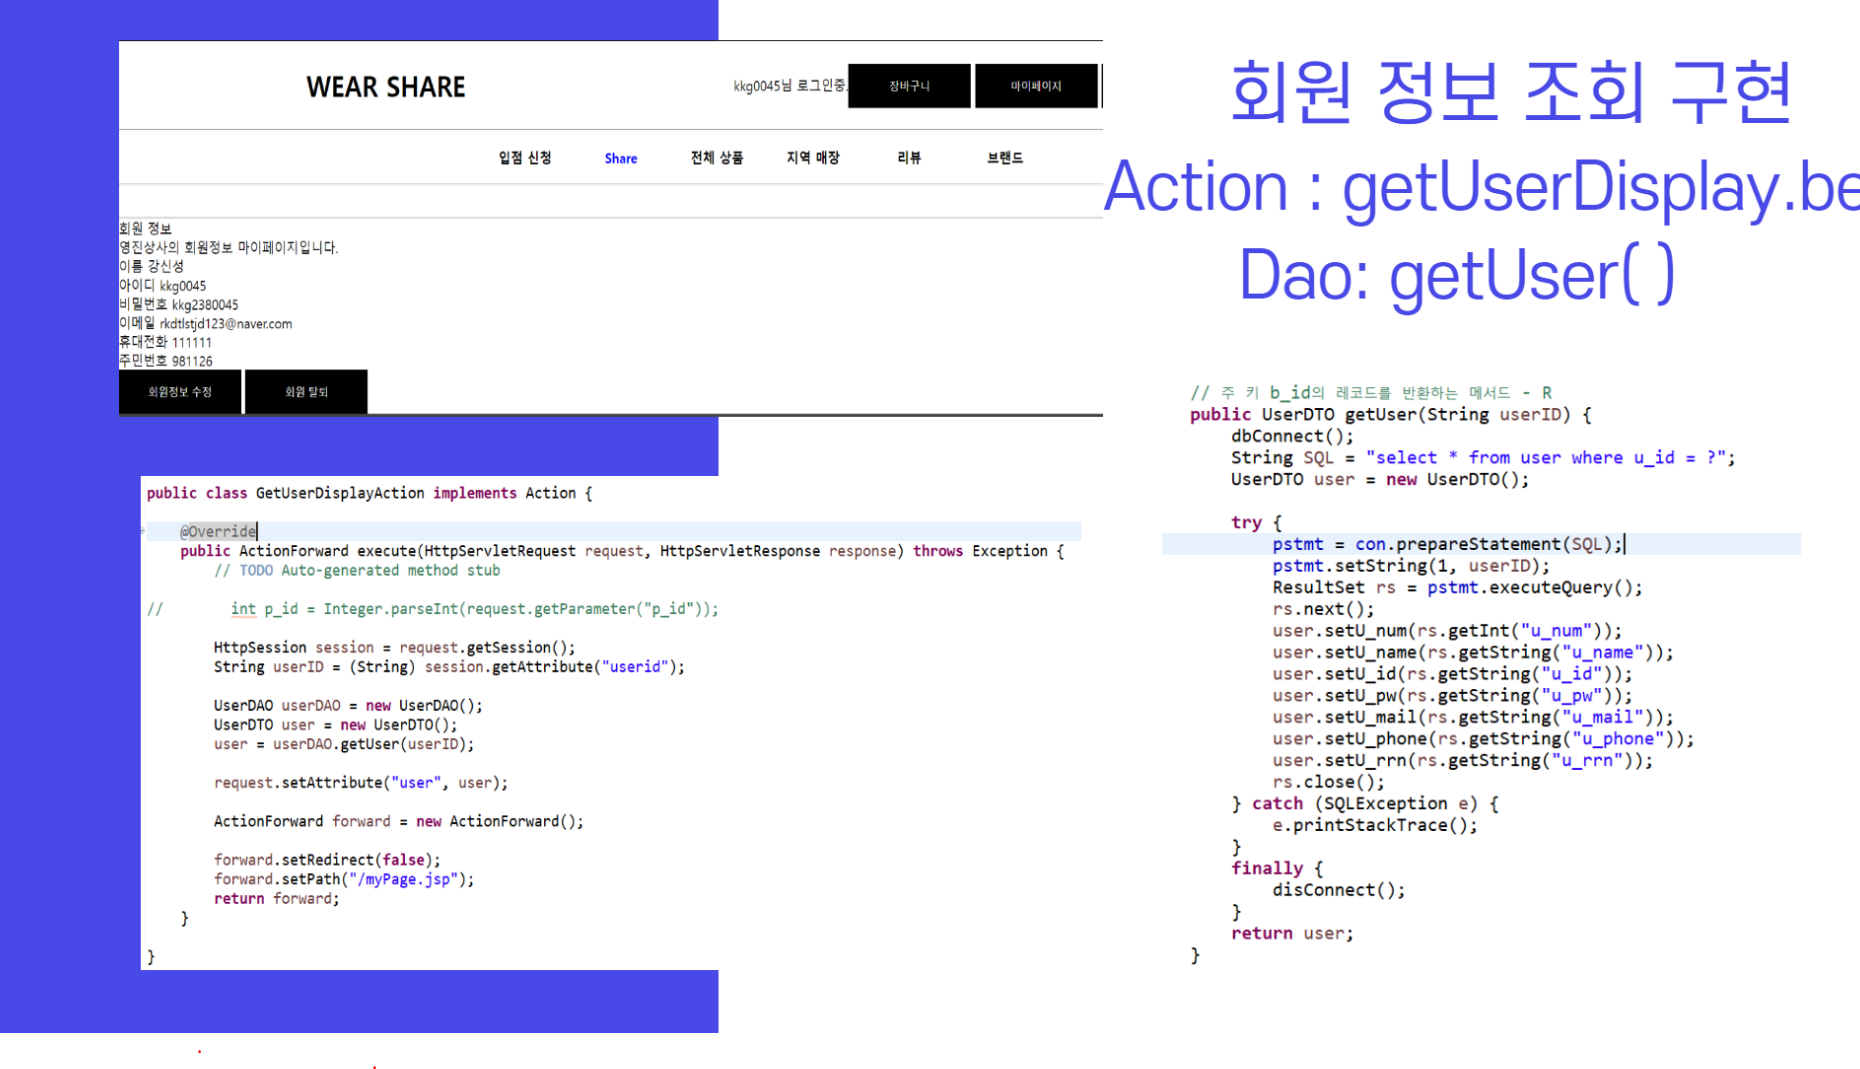 WEAR SHARE
kkg0045님 로그인중.
장바구니
마이페이지
입점 신청 Share 전체 상품 지역 매장 리뷰 브랜드
회원 정보
영진상사의 회원정보 마이페이지입니다.
이름 강신성
아이디 kkg0045
비밀번호 kkg2380045
이메일 rkdtlstjd123@naver.com
휴대전화 111111
주민번호 981126
회원정보 수정
회원 탈퇴
회원 정보 조회 구현
Action : getUserDisplay.be
Dao: getUser( )
public class GetUserDisplayAction implements Action {
@Override
public ActionForward execute(HttpServletRequest request, HttpServletResponse response) throws Exception {
// TODO Auto-generated method stub
// int p_id = Integer.parseInt(request.getParameter("p_id"));
HttpSession session = request.getSession();
String userID = (String) session.getAttribute("userid");
UserDAO userDAO = new UserDAO();
UserDTO user = new UserDTO();
user = userDAO.getUser(userID);
request.setAttribute("user", user);
ActionForward forward = new ActionForward();
forward.setRedirect(false);
forward.setPath("/myPage.jsp");
return forward;
}
}
// 주 키 b_id의 레코드를 반환하는 메서드 - R
public UserDTO getUser(String userID) {
dbConnect();
String SQL = "select * from user where u_id = ?";
UserDTO user = new UserDTO();
try {
pstmt = con.prepareStatement(SQL);
pstmt.setString(1, userID);
ResultSet rs = pstmt.executeQuery();
rs.next();
user.setU_num(rs.getInt("u_num"));
user.setU_name(rs.getString("u_name"));
user.setU_id(rs.getString("u_id"));
user.setU_pw(rs.getString("u_pw"));
user.setU_mail(rs.getString("u_mail"));
user.setU_phone(rs.getString("u_phone"));
user.setU_rrn(rs.getString("u_rrn"));
rs.close();
} catch (SQLException e) {
e.printStackTrace();
}
finally {
disConnect();
}
return user;
}